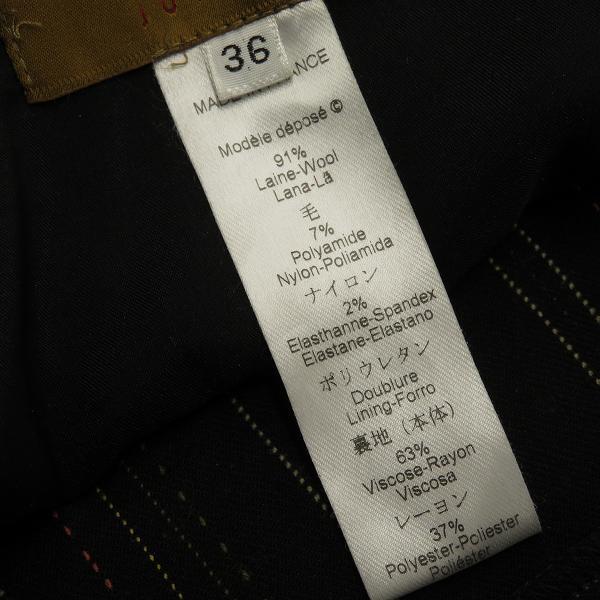 36
MADE FRANCE
Modèle déposé ©
91%
Laine-Wool
Lana-Lã
毛
7%
Polyamide
Nylon-Poliamida
ナイロン
2%
Elasthanne-Spandex
Elastane-Elastano
ポリウレタン
Doublure
Lining-Forro
裏地（本体）
63%
Viscose-Rayon
Viscosa
レーヨン
37%
Polyester-Poliester
Poliéster